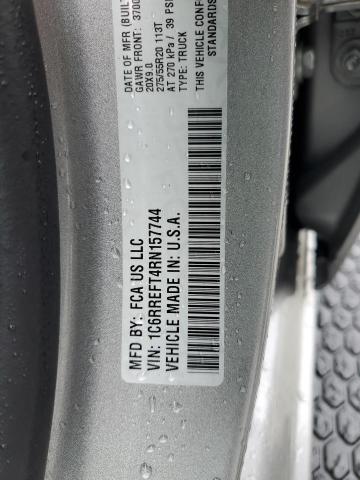 DATE OF MFR (BUIL
GAWR FRONT: 3700
20X9.0
275/55R20 113T
AT 270 kPa / 39 PSI
TYPE: TRUCK
THIS VEHICLE CONFO
STANDARDS
MFD BY: FCA US LLC
VIN: 1C6RREFT4RN157744
VEHICLE MADE IN: U.S.A.